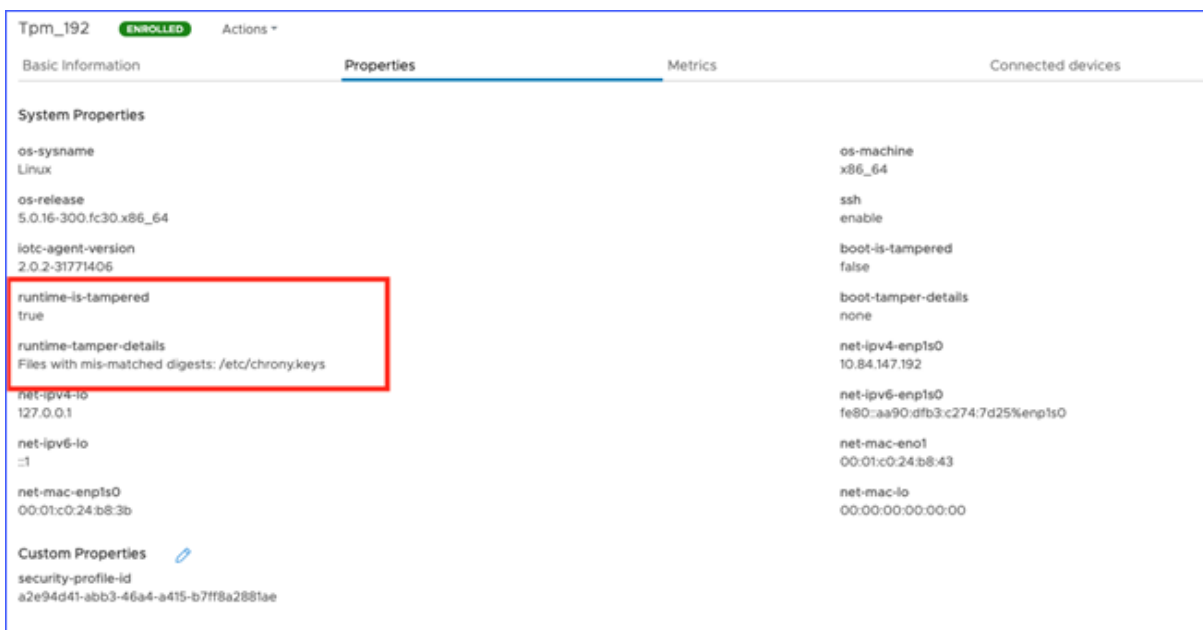 Tpm_192 ENROLLED Actions
Basic Information Properties Metrics Connected devices
System Properties
os-sysname
Linux
os-machine
x86_64
os-release
5.0.16-300.fc30.x86_64
ssh
enable
iotc-agent-version
2.0.2-31771406
boot-is-tampered
false
runtime-is-tampered
true
boot-tamper-details
none
runtime-tamper-details
Files with mis-matched digests: /etc/chrony.keys
net-ipv4-enp1s0
10.84.147.192
net-ipv4-lo
127.0.0.1
net-ipv6-enp1s0
fe80::aa90:dfb3:c274:7d25%enp1s0
net-ipv6-lo
::1
net-mac-eno1
00:01:c0:24:b8:43
net-mac-enp1s0
00:01:c0:24:b8:3b
net-mac-lo
00:00:00:00:00:00
Custom Properties
security-profile-id
a2e94d41-abb3-46a4-a415-b7ff8a2881ae